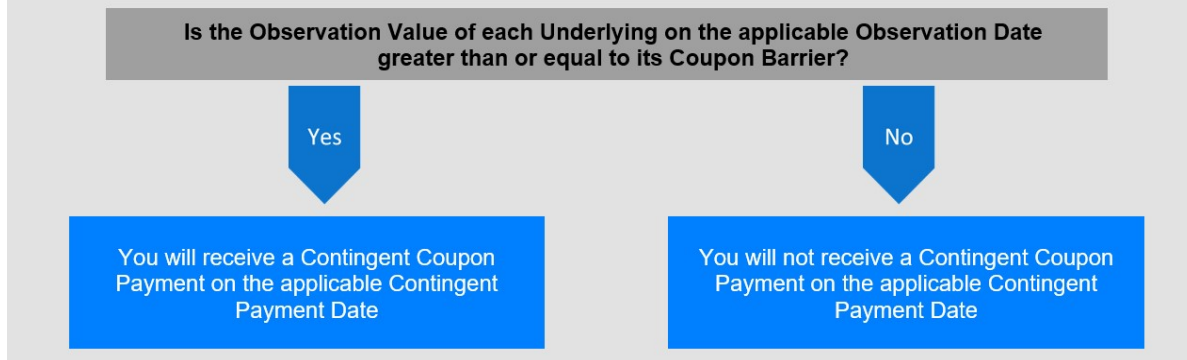 Is the Observation Value of each Underlying on the applicable Observation Date
greater than or equal to its Coupon Barrier?
Yes
No
You will receive a Contingent Coupon
Payment on the applicable Contingent
Payment Date
You will not receive a Contingent Coupon
Payment on the applicable Contingent
Payment Date